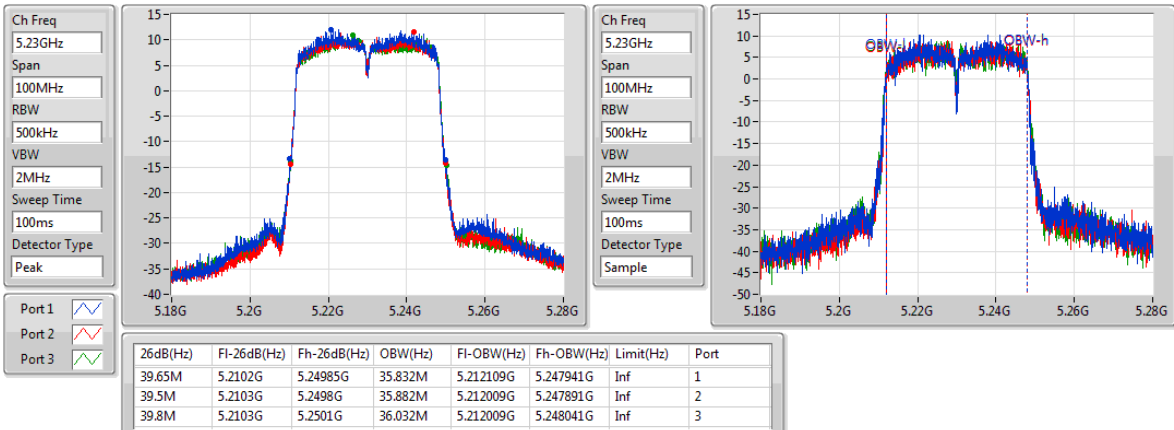 Ch Freq
5.23GHz
Span
100MHz
RBW
500kHz
VBW
2MHz
Sweep Time
100ms
Detector Type
Peak
Port 1
Port 2
Port 3
15
10
5
0
-5
-10
-15
-20
-25
-30
-35
-40
5.18G 5.2G 5.22G 5.24G 5.26G 5.28G
Ch Freq
5.23GHz
Span
100MHz
RBW
500kHz
VBW
2MHz
Sweep Time
100ms
Detector Type
Sample
15
10
5
0
-5
-10
-15
-20
-25
-30
-35
-40
-45
-50
OBW-h
5.18G 5.2G 5.22G 5.24G 5.26G 5.28G
26dB(Hz) Fl-26dB(Hz) Fh-26dB(Hz) OBW(Hz) Fl-OBW(Hz) Fh-OBW(Hz) Limit(Hz) Port
39.65M 5.2102G 5.24985G 35.832M 5.212109G 5.247941G Inf 1
39.5M 5.2103G 5.2498G 35.882M 5.212009G 5.247891G Inf 2
39.8M 5.2103G 5.2501G 36.032M 5.212009G 5.248041G Inf 3